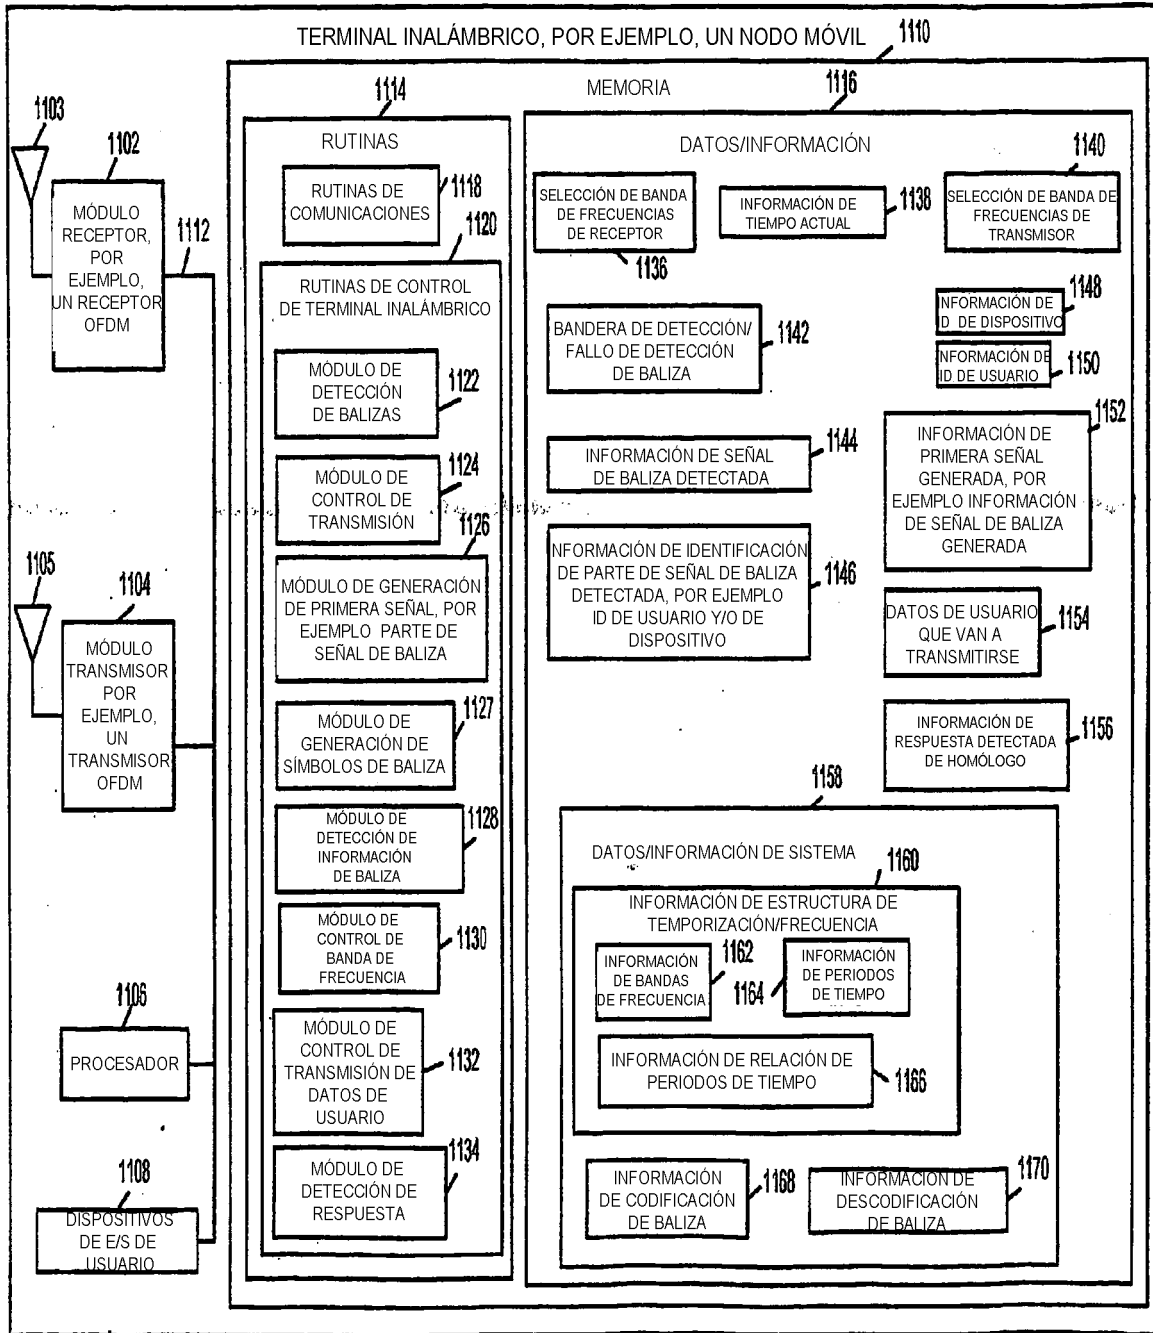 TERMINAL INALÁMBRICO, POR EJEMPLO, UN NODO MÓVIL
1110
MEMORIA
1103
1102
MÓDULO
RECEPTOR,
POR
EJEMPLO,
UN RECEPTOR
OFDM
1112
1105
1104
MÓDULO
TRANSMISOR
POR
EJEMPLO,
UN
TRANSMISOR
OFDM
1106
PROCESADOR
1108
DISPOSITIVOS
DE E/S DE
USUARIO
1114
RUTINAS
RUTINAS DE
COMUNICACIONES
1118
1120
RUTINAS DE CONTROL
DE TERMINAL INALÁMBRICO
MÓDULO DE
DETECCIÓN
DE BALIZAS
1122
MÓDULO DE
CONTROL DE
TRANSMISIÓN
1124
1126
MÓDULO DE GENERACIÓN
DE PRIMERA SEÑAL, POR
EJEMPLO PARTE DE
SEÑAL DE BALIZA
MÓDULO DE
GENERACIÓN DE
SÍMBOLOS DE BALIZA
1127
MÓDULO DE
DETECCIÓN DE
INFORMACIÓN
DE BALIZA
1128
MÓDULO DE
CONTROL DE
BANDA DE
FRECUENCIA
1130
MÓDULO DE
CONTROL DE
TRANSMISIÓN DE
DATOS DE
USUARIO
1132
1134
MÓDULO DE
DETECCIÓN DE
RESPUESTA
1116
DATOS/INFORMACIÓN
SELECCIÓN DE BANDA
DE FRECUENCIAS
DE RECEPTOR
1136
INFORMACIÓN DE
TIEMPO ACTUAL
1138
1140
SELECCIÓN DE BANDA DE
FRECUENCIAS DE
TRANSMISOR
BANDERA DE DETECCIÓN/
FALLO DE DETECCIÓN
DE BALIZA
1142
INFORMACIÓN DE
ID DE DISPOSITIVO
1148
INFORMACIÓN DE
ID DE USUARIO
1150
INFORMACIÓN DE SEÑAL
DE BALIZA DETECTADA
1144
INFORMACIÓN DE
PRIMERA SEÑAL
GENERADA, POR
EJEMPLO INFORMACIÓN
DE SEÑAL DE BALIZA
GENERADA
1152
NFORMACIÓN DE IDENTIFICACIÓN
DE PARTE DE SEÑAL DE BALIZA
DETECTADA, POR EJEMPLO
ID DE USUARIO Y/O DE
DISPOSITIVO
1146
DATOS DE USUARIO
QUE VAN A
TRANSMITIRSE
1154
INFORMACIÓN DE
RESPUESTA DETECTADA
DE HOMÓLOGO
1156
1158
DATOS/INFORMACIÓN DE SISTEMA
1160
INFORMACIÓN DE ESTRUCTURA DE
TEMPORIZACIÓN/FRECUENCIA
INFORMACIÓN
DE BANDAS
DE FRECUENCIA
1162
1164
INFORMACIÓN
DE PERIODOS
DE TIEMPO
INFORMACIÓN DE RELACIÓN DE
PERIODOS DE TIEMPO
1166
INFORMACIÓN
DE CODIFICACIÓN
DE BALIZA
1168
INFORMACIÓN DE
DESCODIFICACIÓN
DE BALIZA
1170